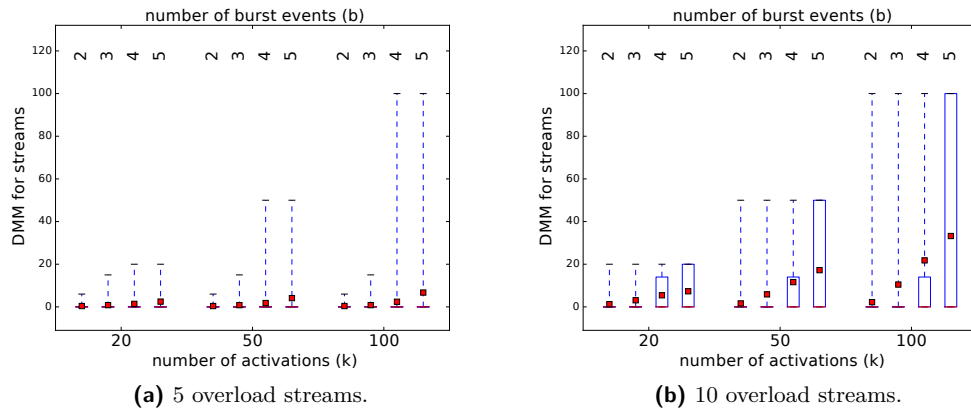 number of burst events (b)
DMM for streams
120
100
80
60
40
20
0
2 3 4 5 2 3 4 5 2 3 4 5
20 50 100
number of activations (k)
(a) 5 overload streams.
number of burst events (b)
DMM for streams
120
100
80
60
40
20
0
2 3 4 5 2 3 4 5 2 3 4 5
20 50 100
number of activations (k)
(b) 10 overload streams.